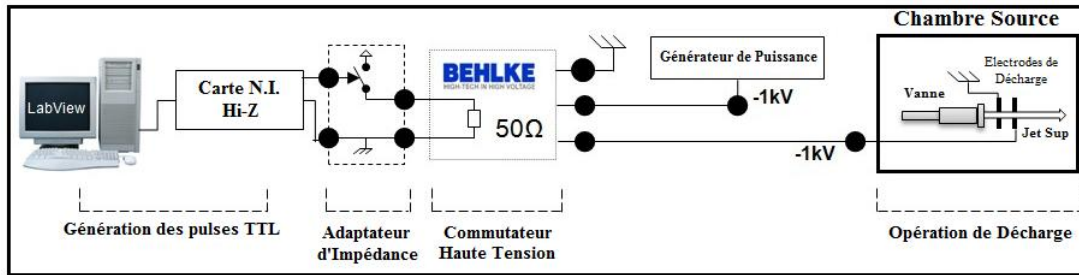 Chambre Source
LabView
Carte N.I.
Hi-Z
BEHLKE
HIGH-TECH IN HIGH VOLTAGE
50Ω
Générateur de Puissance
-1kV
-1kV
Electrodes de
Décharge
Vanne
Jet Sup
Génération des pulses TTL
Adaptateur
d'Impédance
Commutateur
Haute Tension
Opération de Décharge